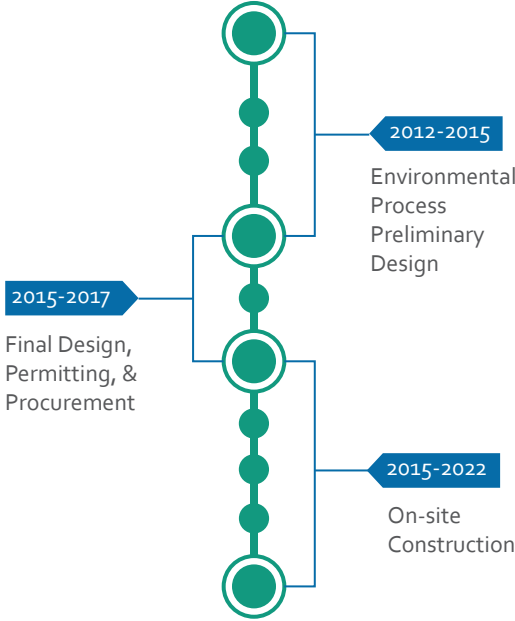 2012-2015
Environmental
Process
Preliminary
Design
2015-2017
Final Design,
Permitting, &
Procurement
2015-2022
On-site
Construction